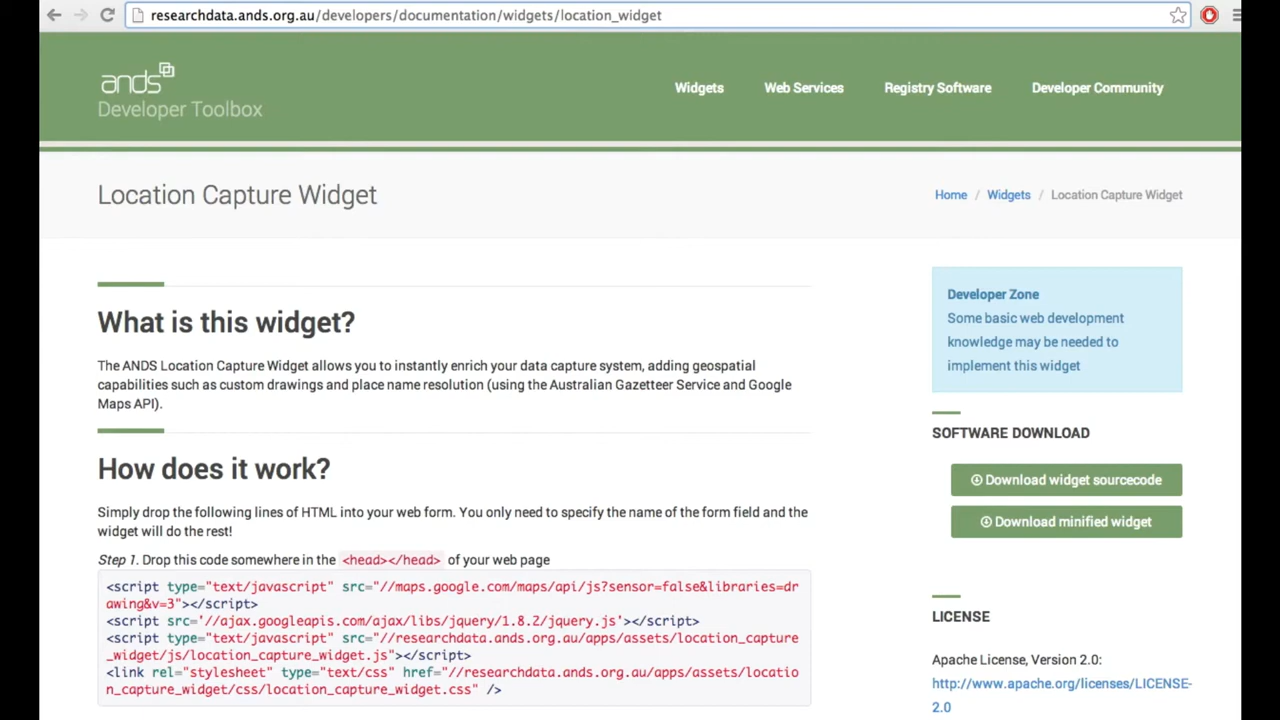 researchdata.ands.org.au/developers/documentation/widgets/location_widget
ands
Developer Toolbox
Widgets
Web Services
Registry Software
Developer Community
Location Capture Widget
Home / Widgets / Location Capture Widget
What is this widget?
The ANDS Location Capture Widget allows you to instantly enrich your data capture system, adding geospatial
capabilities such as custom drawings and place name resolution (using the Australian Gazetteer Service and Google
Maps API).
How does it work?
Simply drop the following lines of HTML into your web form. You only need to specify the name of the form field and the
widget will do the rest!
Step 1. Drop this code somewhere in the <head></head> of your web page
<script type="text/javascript" src="//maps.google.com/maps/api/js?sensor=false&libraries=dr
awing&v=3"></script>
<script src='//ajax.googleapis.com/ajax/libs/jquery/1.8.2/jquery.js'></script>
<script type="text/javascript" src="//researchdata.ands.org.au/apps/assets/location_capture
_widget/js/location_capture_widget.js"></script>
<link rel="stylesheet" type="text/css" href="//researchdata.ands.org.au/apps/assets/locatio
n_capture_widget/css/location_capture_widget.css" />
Developer Zone
Some basic web development
knowledge may be needed to
implement this widget
SOFTWARE DOWNLOAD
Download widget sourcecode
Download minified widget
LICENSE
Apache License, Version 2.0:
http://www.apache.org/licenses/LICENSE-
2.0